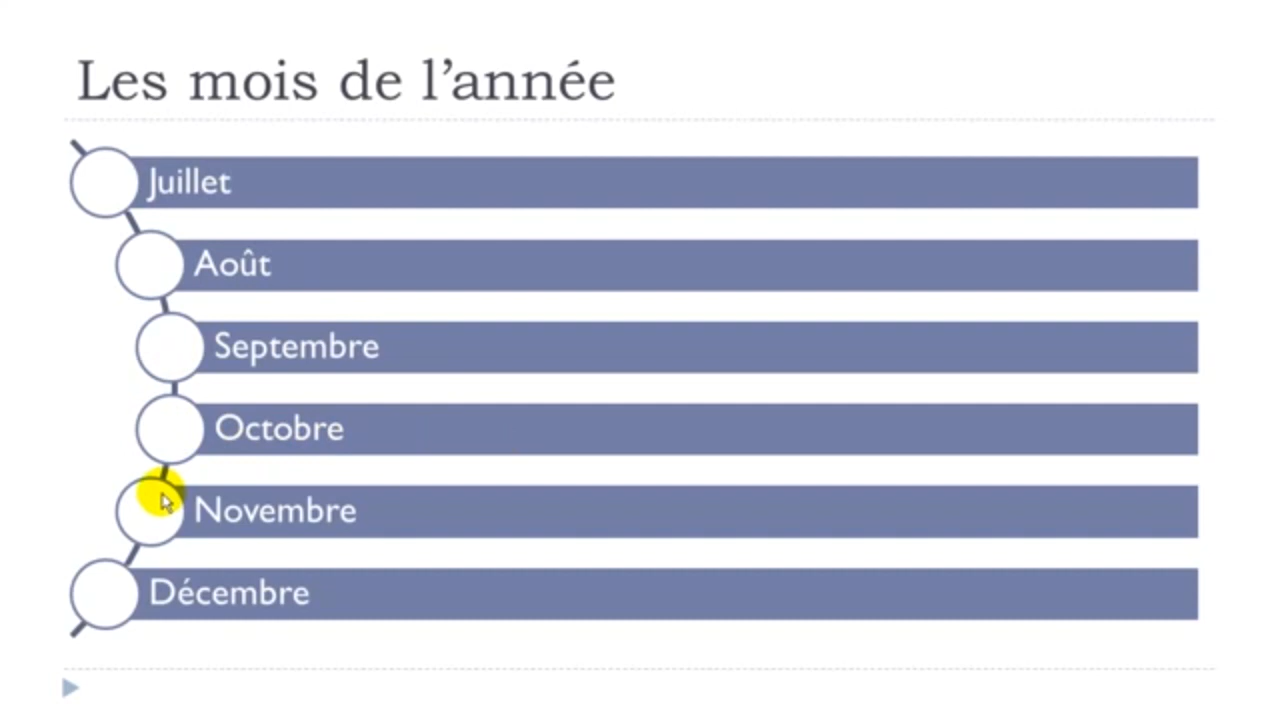 Les mois de l’année
Juillet
Août
Septembre
Octobre
Novembre
Décembre